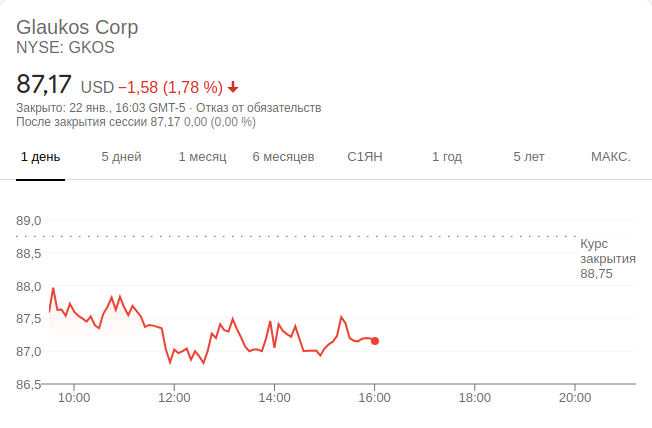 Glaukos Corp
NYSE: GKOS
87,17 USD −1,58 (1,78 %)
Закрыто: 22 янв., 16:03 GMT-5 · Отказ от обязательств
После закрытия сессии 87,17 0,00 (0,00 %)
1 день 5 дней 1 месяц 6 месяцев С1ЯН 1 год 5 лет МАКС.
89,0
Курс
закрытия
88,75
88,5
88,0
87,5
87,0
86,5
10:00 12:00 14:00 16:00 18:00 20:00